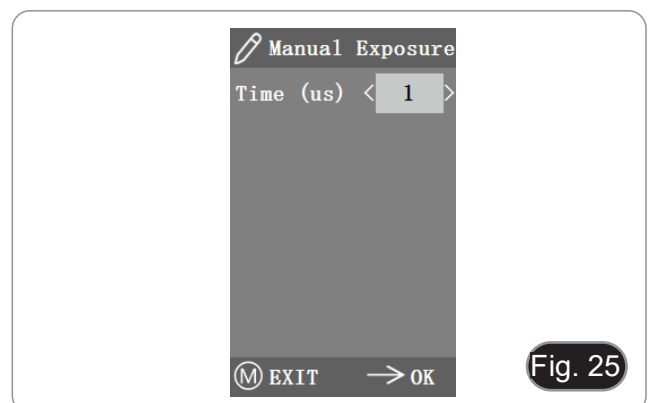 Manual Exposure
Time (us) < 1 >
M EXIT → OK
Fig. 25